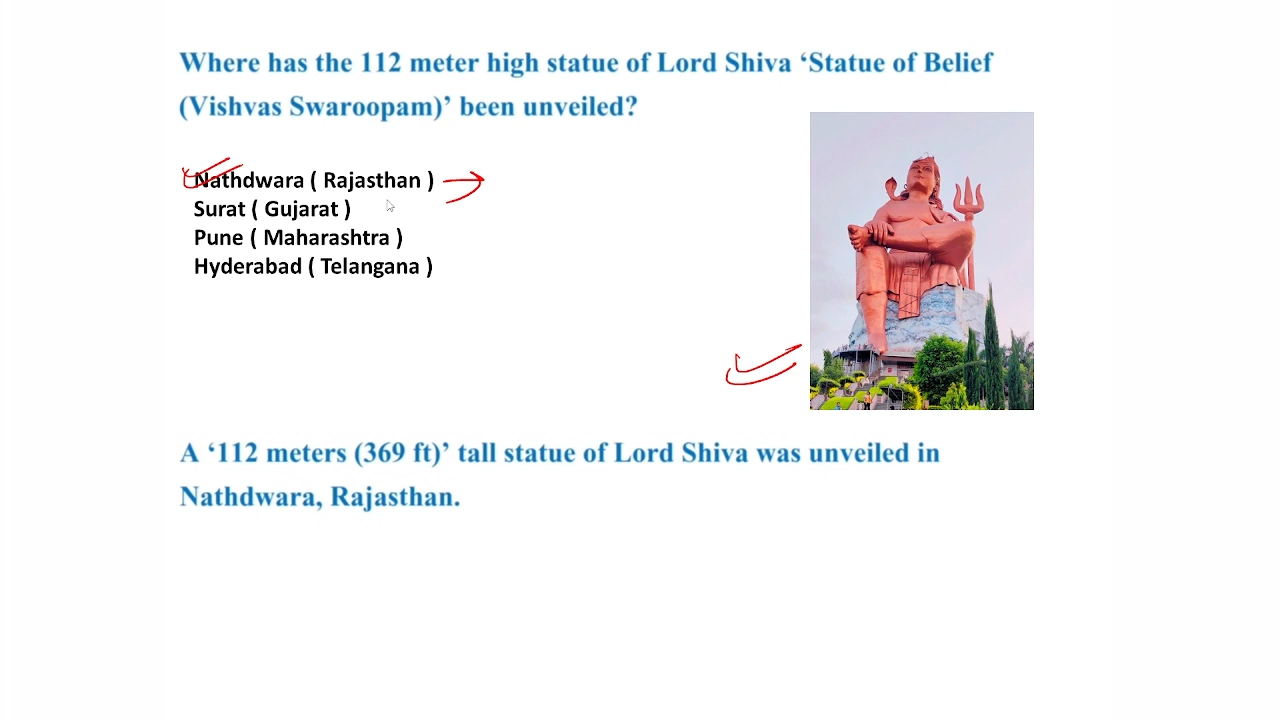 Where has the 112 meter high statue of Lord Shiva ‘Statue of Belief
(Vishvas Swaroopam)’ been unveiled?
Nathdwara ( Rajasthan )
Surat ( Gujarat )
Pune ( Maharashtra )
Hyderabad ( Telangana )
A ‘112 meters (369 ft)’ tall statue of Lord Shiva was unveiled in
Nathdwara, Rajasthan.